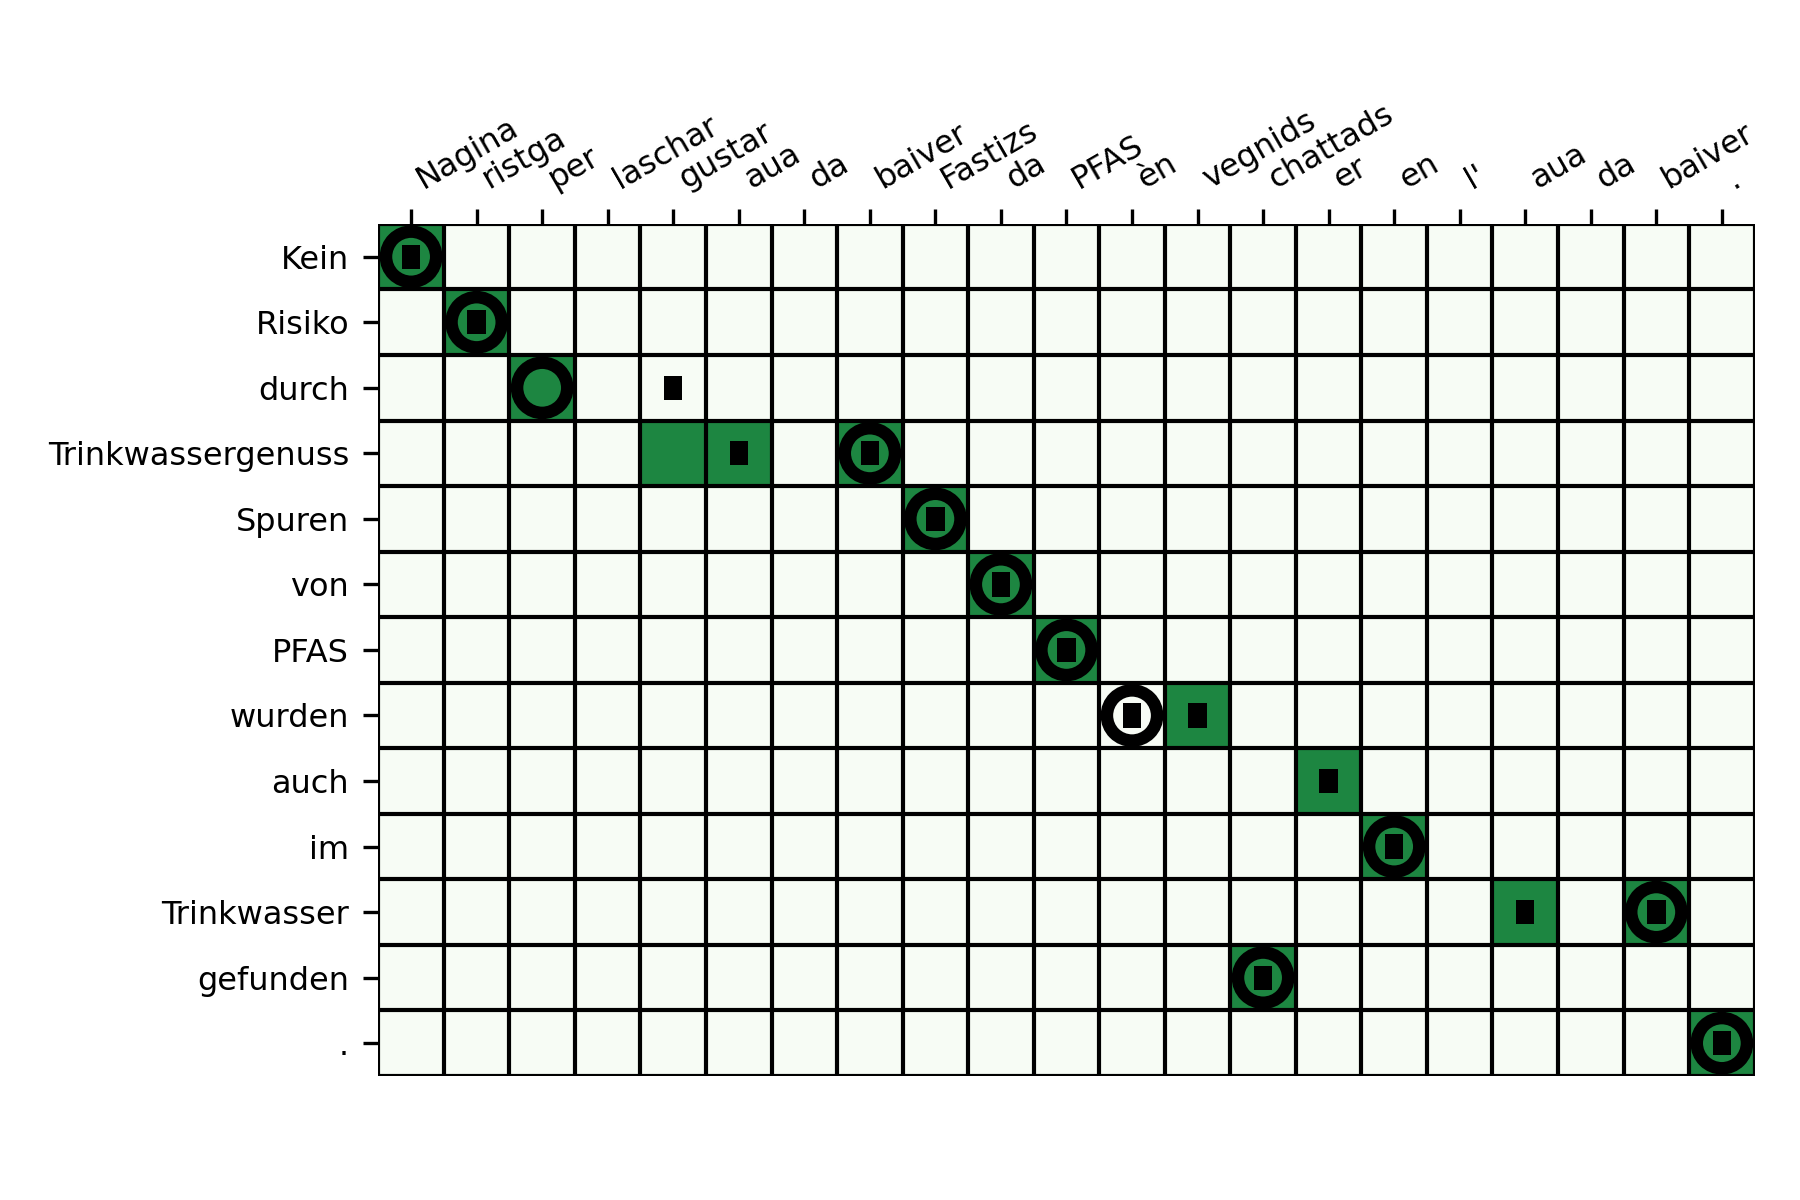 Nagina ristga per laschar gustar aua da baiver Fastizs da PFAS èn vegnids chattads er en l' aua da baiver .
Kein
Risiko
durch
Trinkwassergenuss
Spuren
von
PFAS
wurden
auch
im
Trinkwasser
gefunden
.